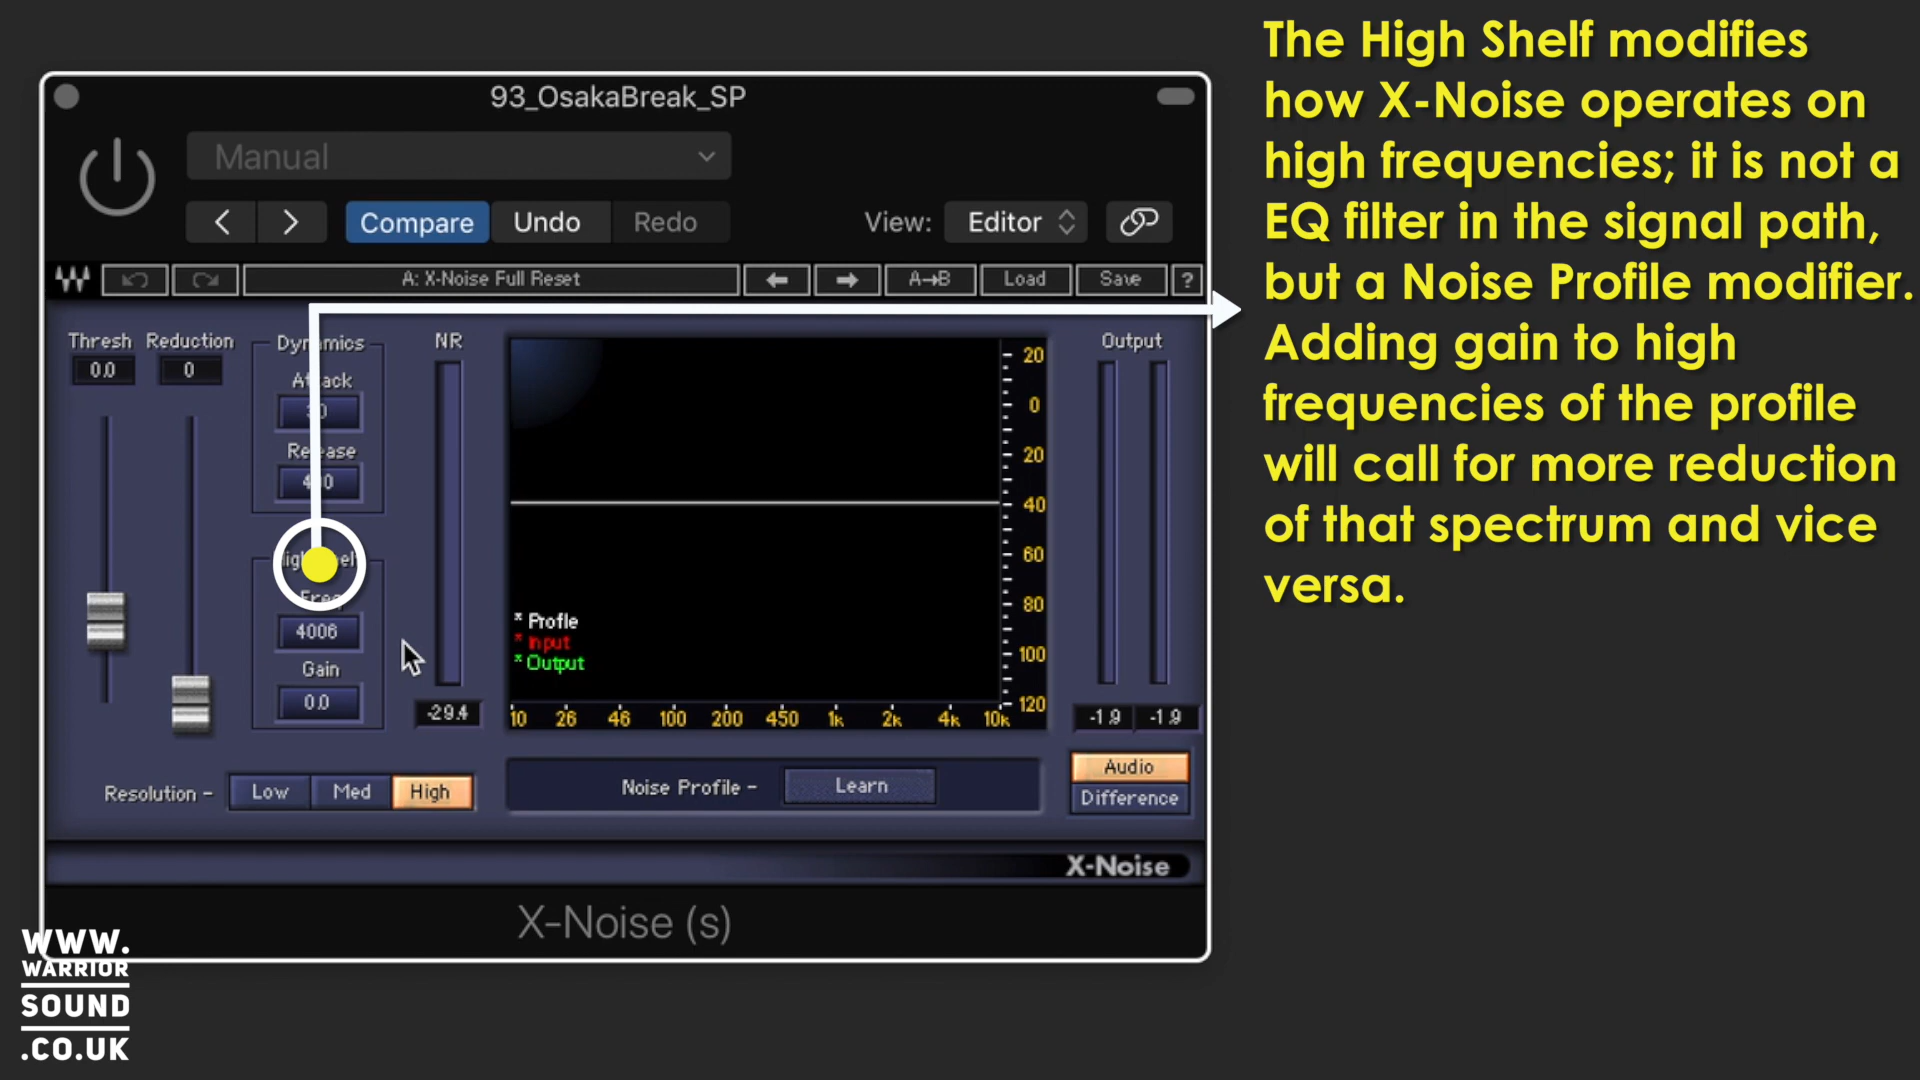 The High Shelf modifies
how X-Noise operates on
high frequencies; it is not a
EQ filter in the signal path,
but a Noise Profile modifier.
Adding gain to high
frequencies of the profile
will call for more reduction
of that spectrum and vice
versa.
93_OsakaBreak_SP
Manual
Compare Undo Redo View: Editor
A: X-Noise Full Reset A→B Load Save ?
Thresh Reduction Dynamics NR Output
0.0 0
Attack
Release
Freq
4006
Gain
0.0
-29.4
20
0
20
40
60
80
100
120
* Profile
* Input
* Output
10 26 46 100 200 450 1k 2k 4k 10k
-1.9 -1.9
Resolution - Low Med High
Noise Profile - Learn
Audio
Difference
X-Noise
X-Noise (s)
WWW.
WARRIOR
SOUND
.CO.UK